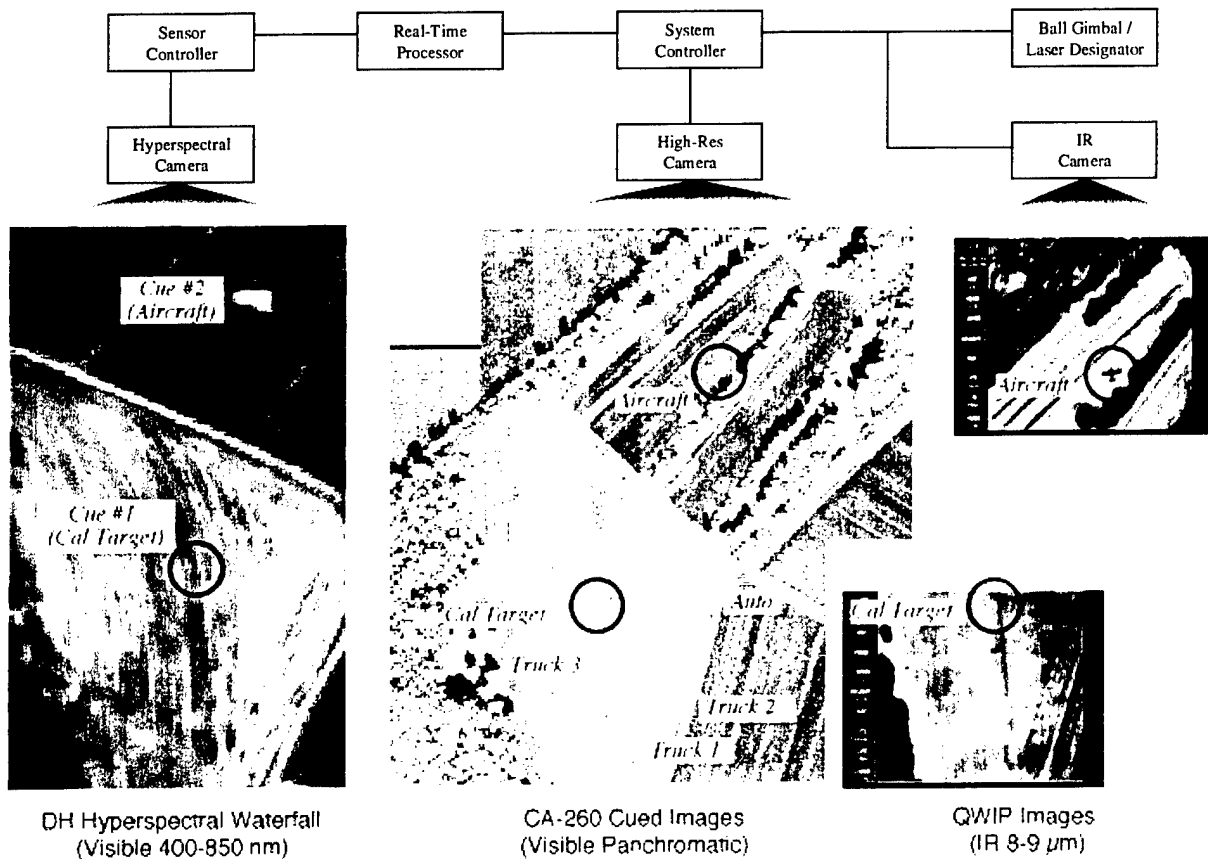 Sensor
Controller
Real-Time
Processor
System
Controller
Ball Gimbal /
Laser Designator
Hyperspectral
Camera
High-Res
Camera
IR
Camera
Cue #2
(Aircraft)
Cue #1
(Cal Target)
Aircraft
Cal Target
Truck 3
Auto
Truck 2
Truck 1
Aircraft
Cal Target
DH Hyperspectral Waterfall
(Visible 400-850 nm)
CA-260 Cued Images
(Visible Panchromatic)
QWIP Images
(IR 8-9 µm)